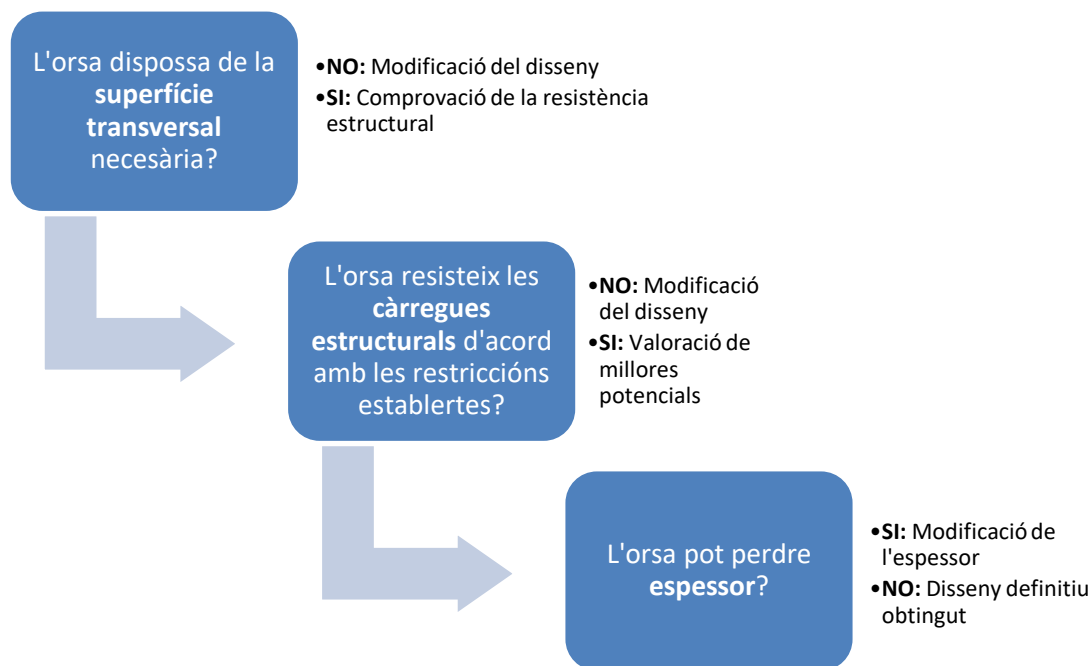 L'orsa dispossa de la
superfície
transversal
necesària?
•NO: Modificació del disseny
•SI: Comprovació de la resistència
estructural
L'orsa resisteix les
càrregues
estructurals d'acord
amb les restriccións
establertes?
•NO: Modificació
del disseny
•SI: Valoració de
millores
potencials
L'orsa pot perdre
espessor?
•SI: Modificació de
l'espessor
•NO: Disseny definitiu
obtingut